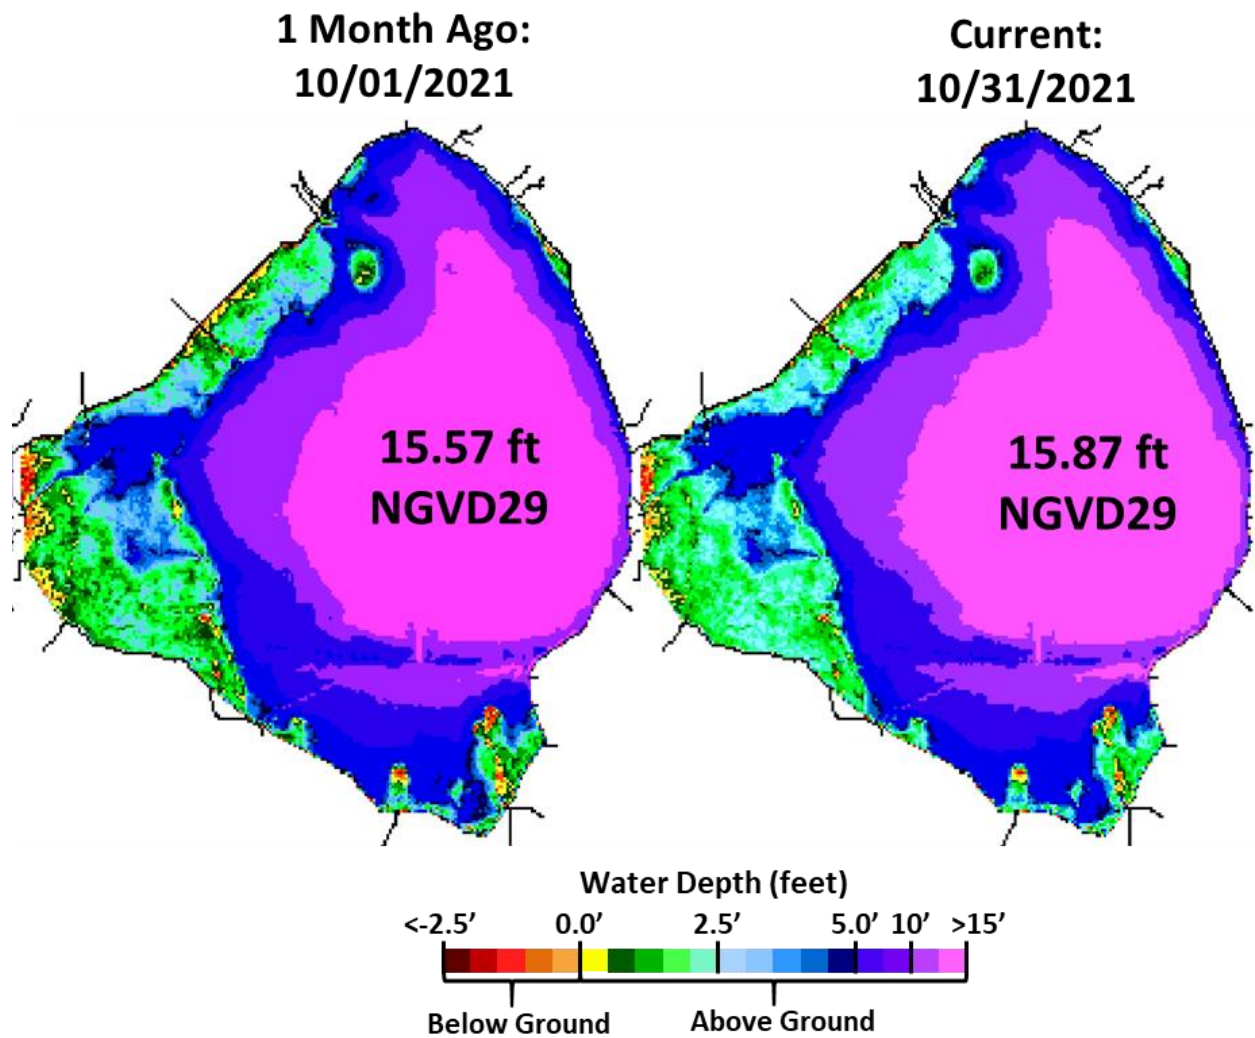 1 Month Ago:
10/01/2021
Current:
10/31/2021
15.57 ft
NGVD29
15.87 ft
NGVD29
Water Depth (feet)
<-2.5’ 0.0’ 2.5’ 5.0’ 10’ >15’
Below Ground
Above Ground